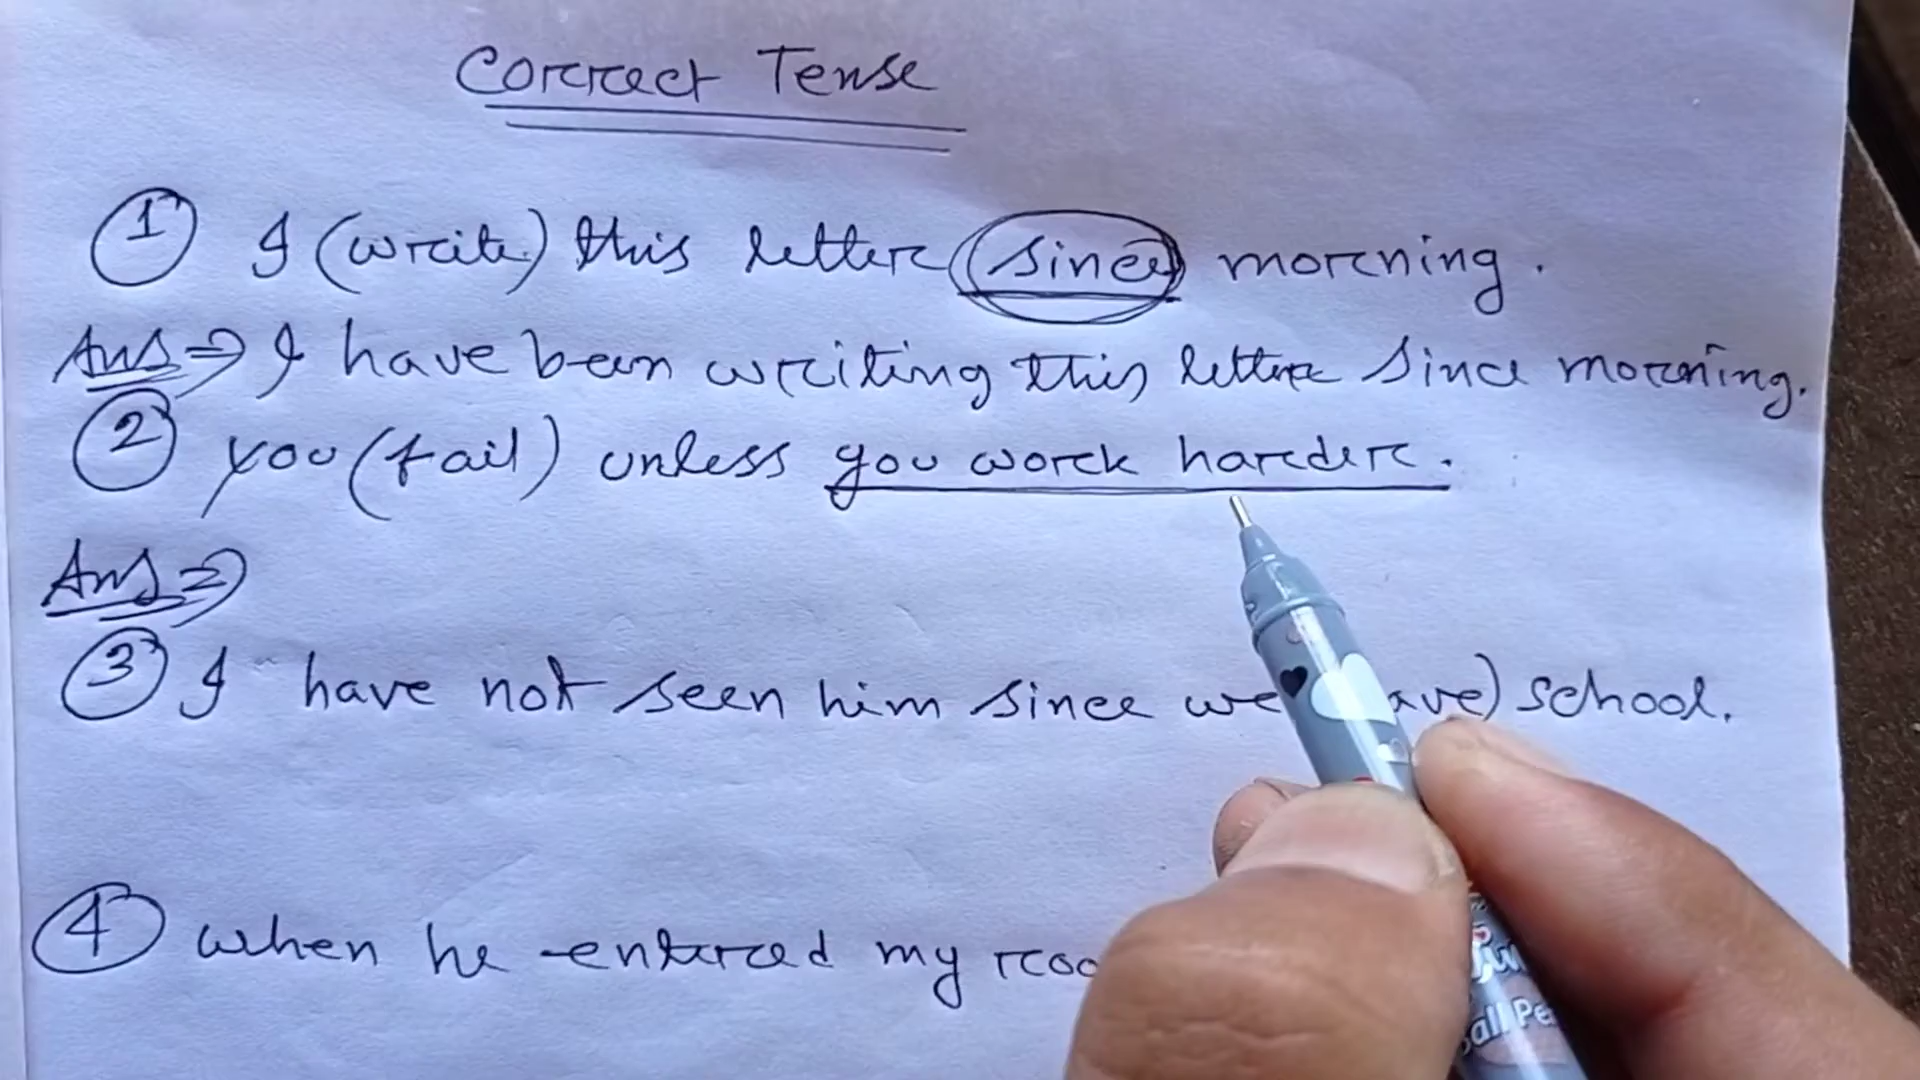 Correct Tense
① I (write) this letter since morning.
Ans⇒ I have been writing this letter since morning.
② you (fail) unless you work harder.
Ans⇒
③ I have not seen him since we ave) school.
④ when he entered my roo
Ball Pe